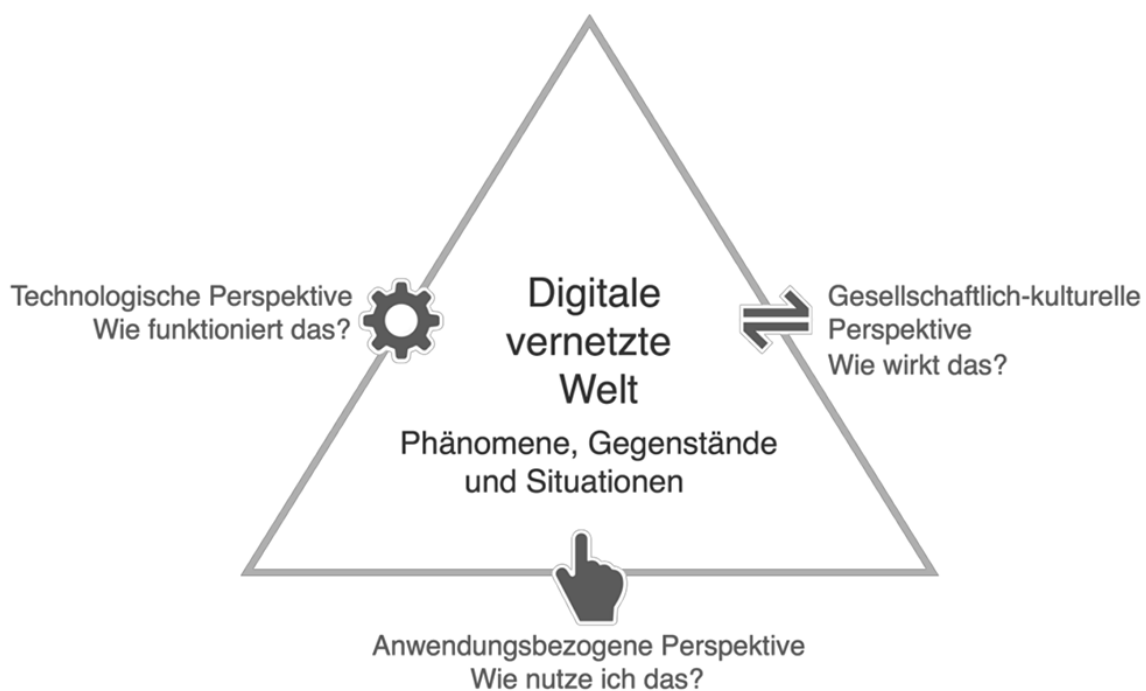 Technologische Perspektive
Wie funktioniert das?
Digitale
vernetzte
Welt
Phänomene, Gegenstände
und Situationen
Gesellschaftlich-kulturelle
Perspektive
Wie wirkt das?
Anwendungsbezogene Perspektive
Wie nutze ich das?